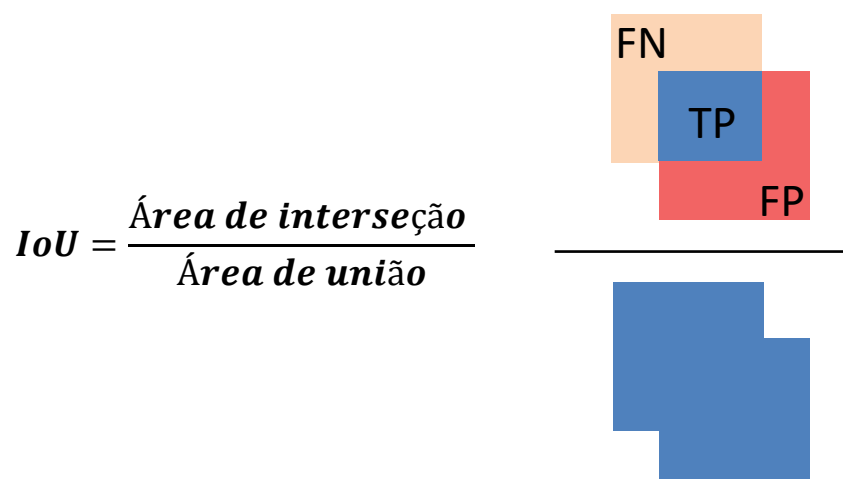 FN
TP
FP
IoU = Área de interseção
Área de união